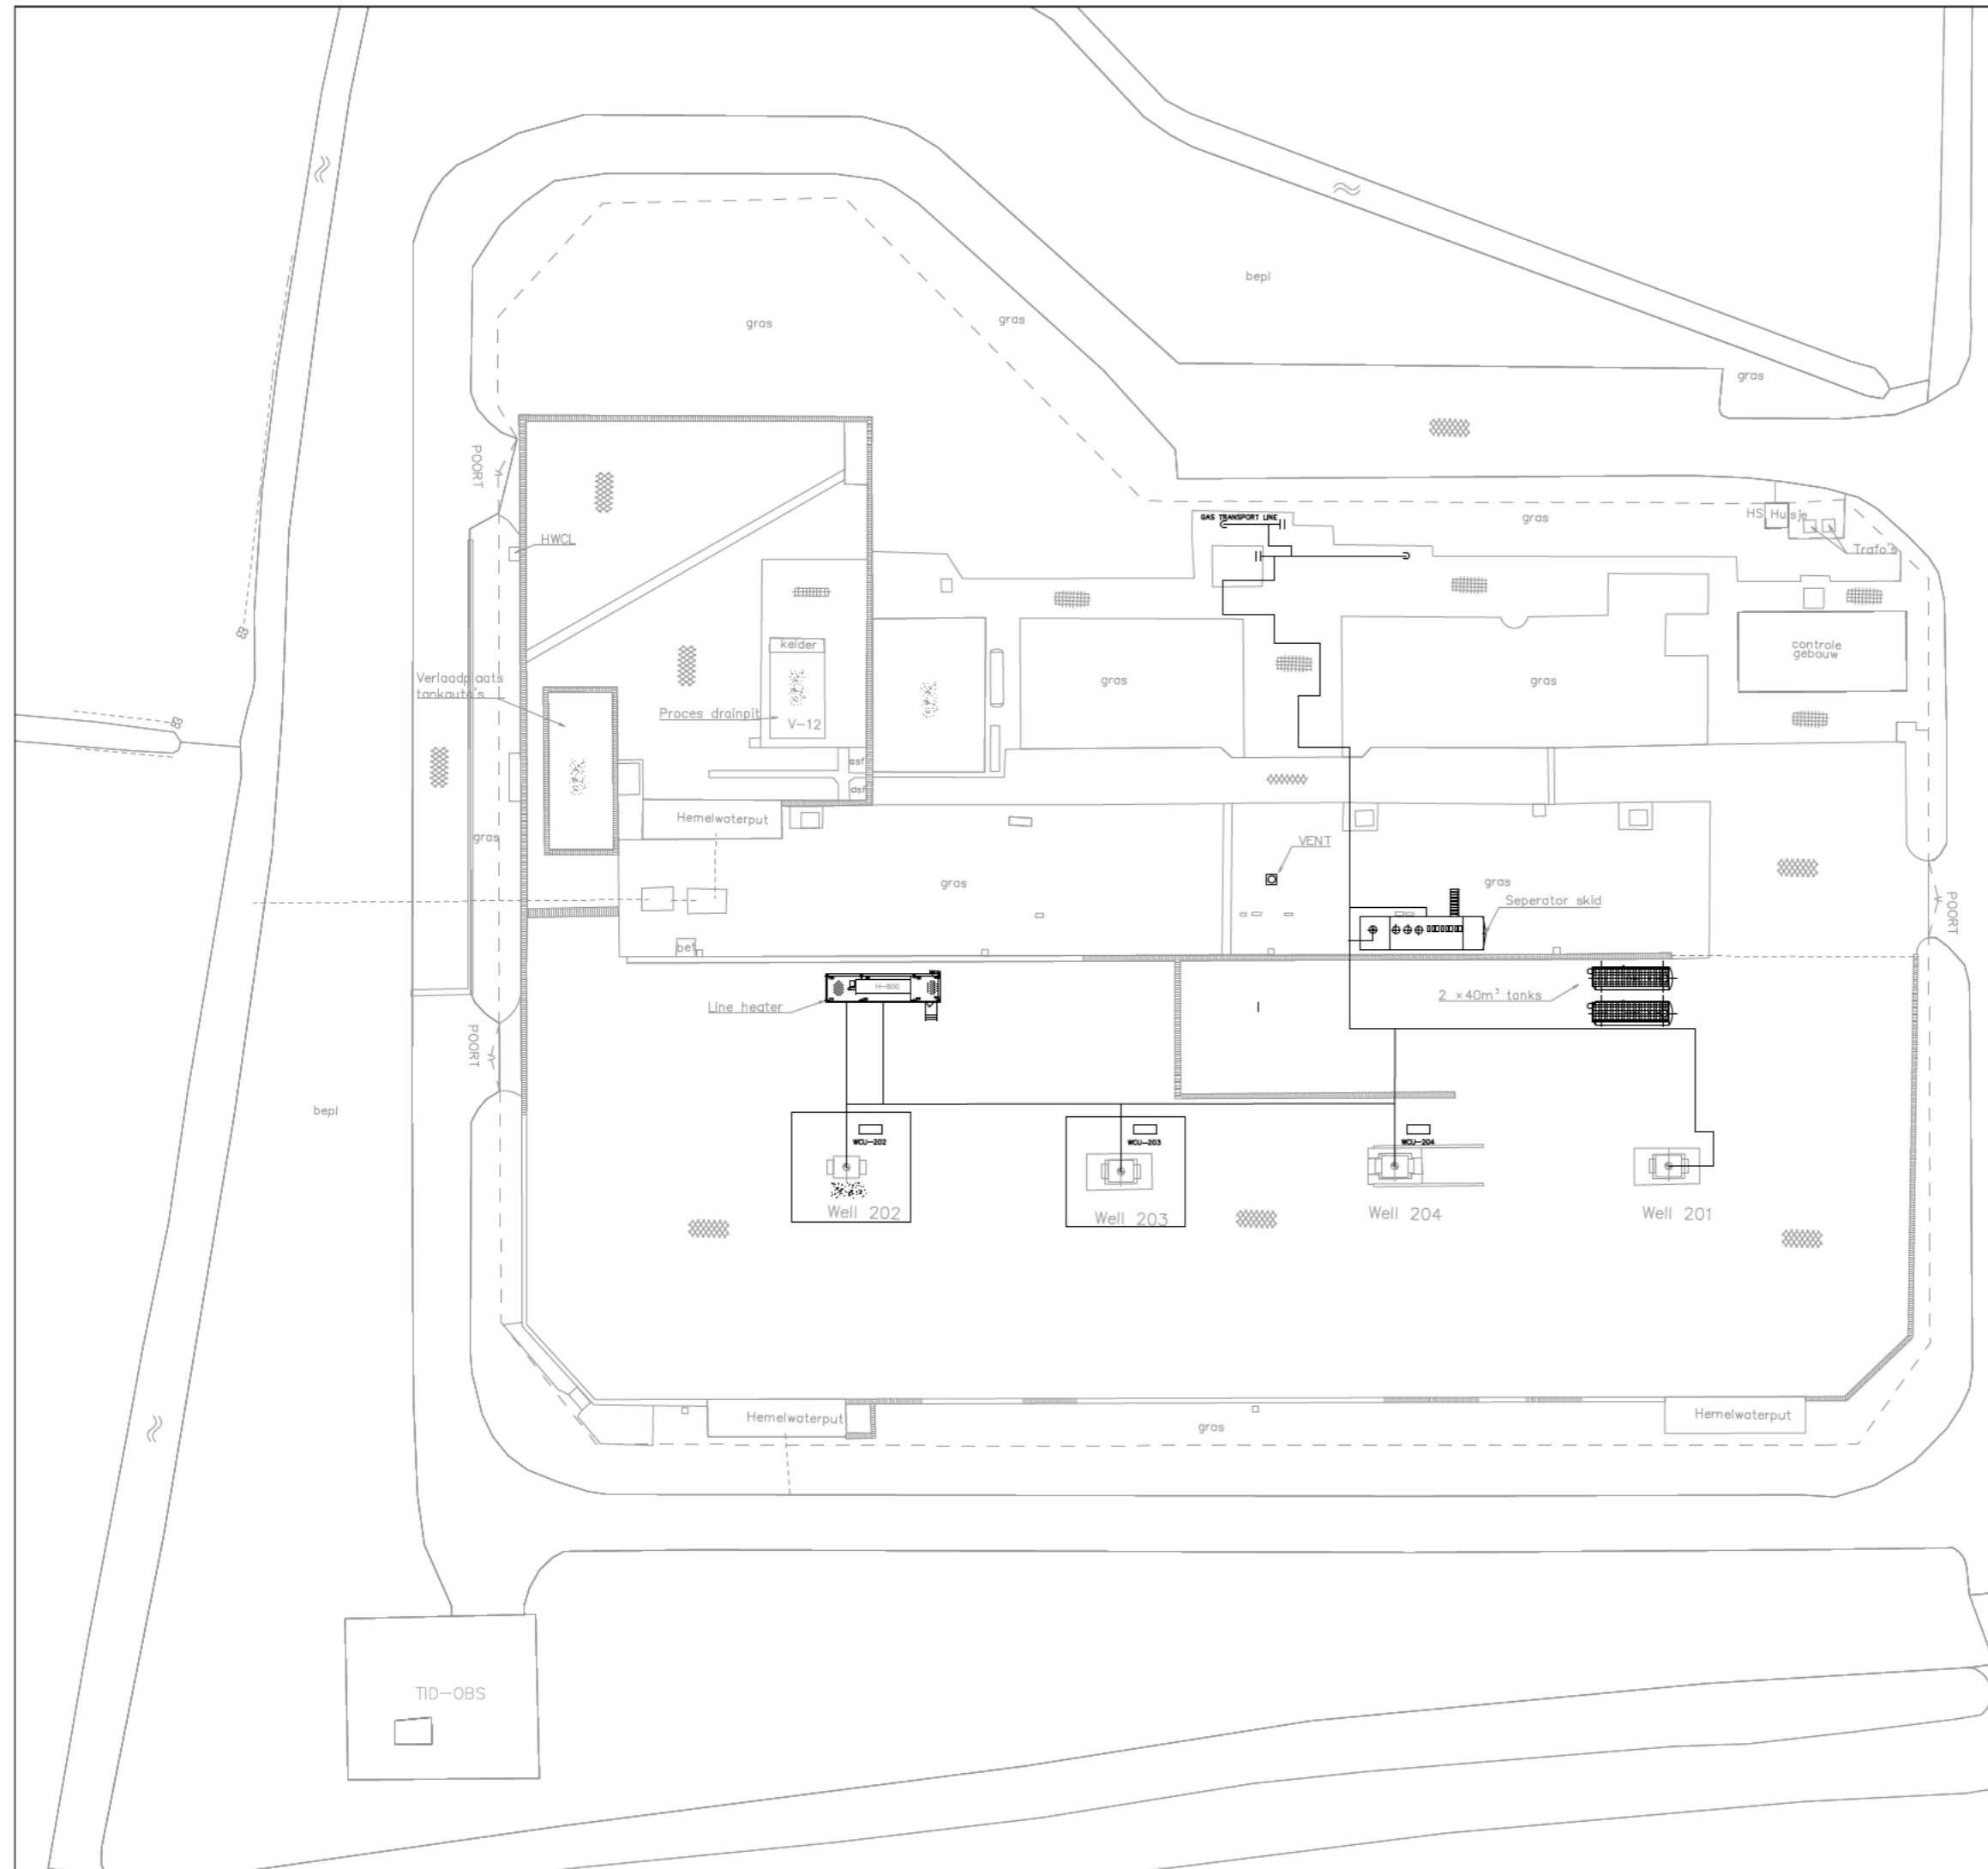 bepl
gras
gras
gras
POORT
GAS TRANSPORT LINE
gras
HS Huisje
HWCL
Trafo's
kelder
controle
gebouw
Verlaadplaats
tankauto's
Proces drainpit
V-12
gras
gras
asf
asf
Hemelwaterput
gras
VENT
gras
gras
Seperator skid
POORT
bet
H-800
Line heater
2 x40m³ tanks
POORT
bepl
WCU-202
WCU-203
WCU-204
Well 202
Well 203
Well 204
Well 201
Hemelwaterput
gras
Hemelwaterput
TID-OBS